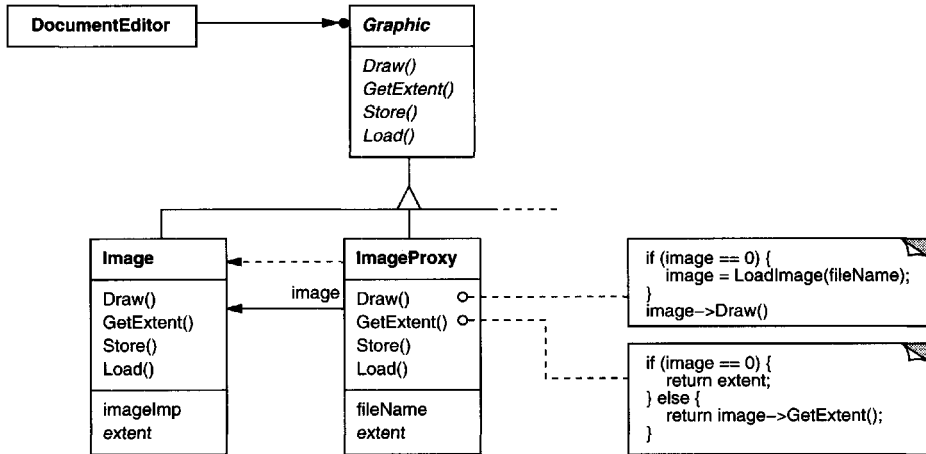 DocumentEditor
Graphic
Draw()
GetExtent()
Store()
Load()
Image
Draw()
GetExtent()
Store()
Load()
imageImp
extent
image
ImageProxy
Draw()
GetExtent()
Store()
Load()
fileName
extent
if (image == 0) {
image = LoadImage(fileName);
}
image->Draw()
if (image == 0) {
return extent;
} else {
return image->GetExtent();
}